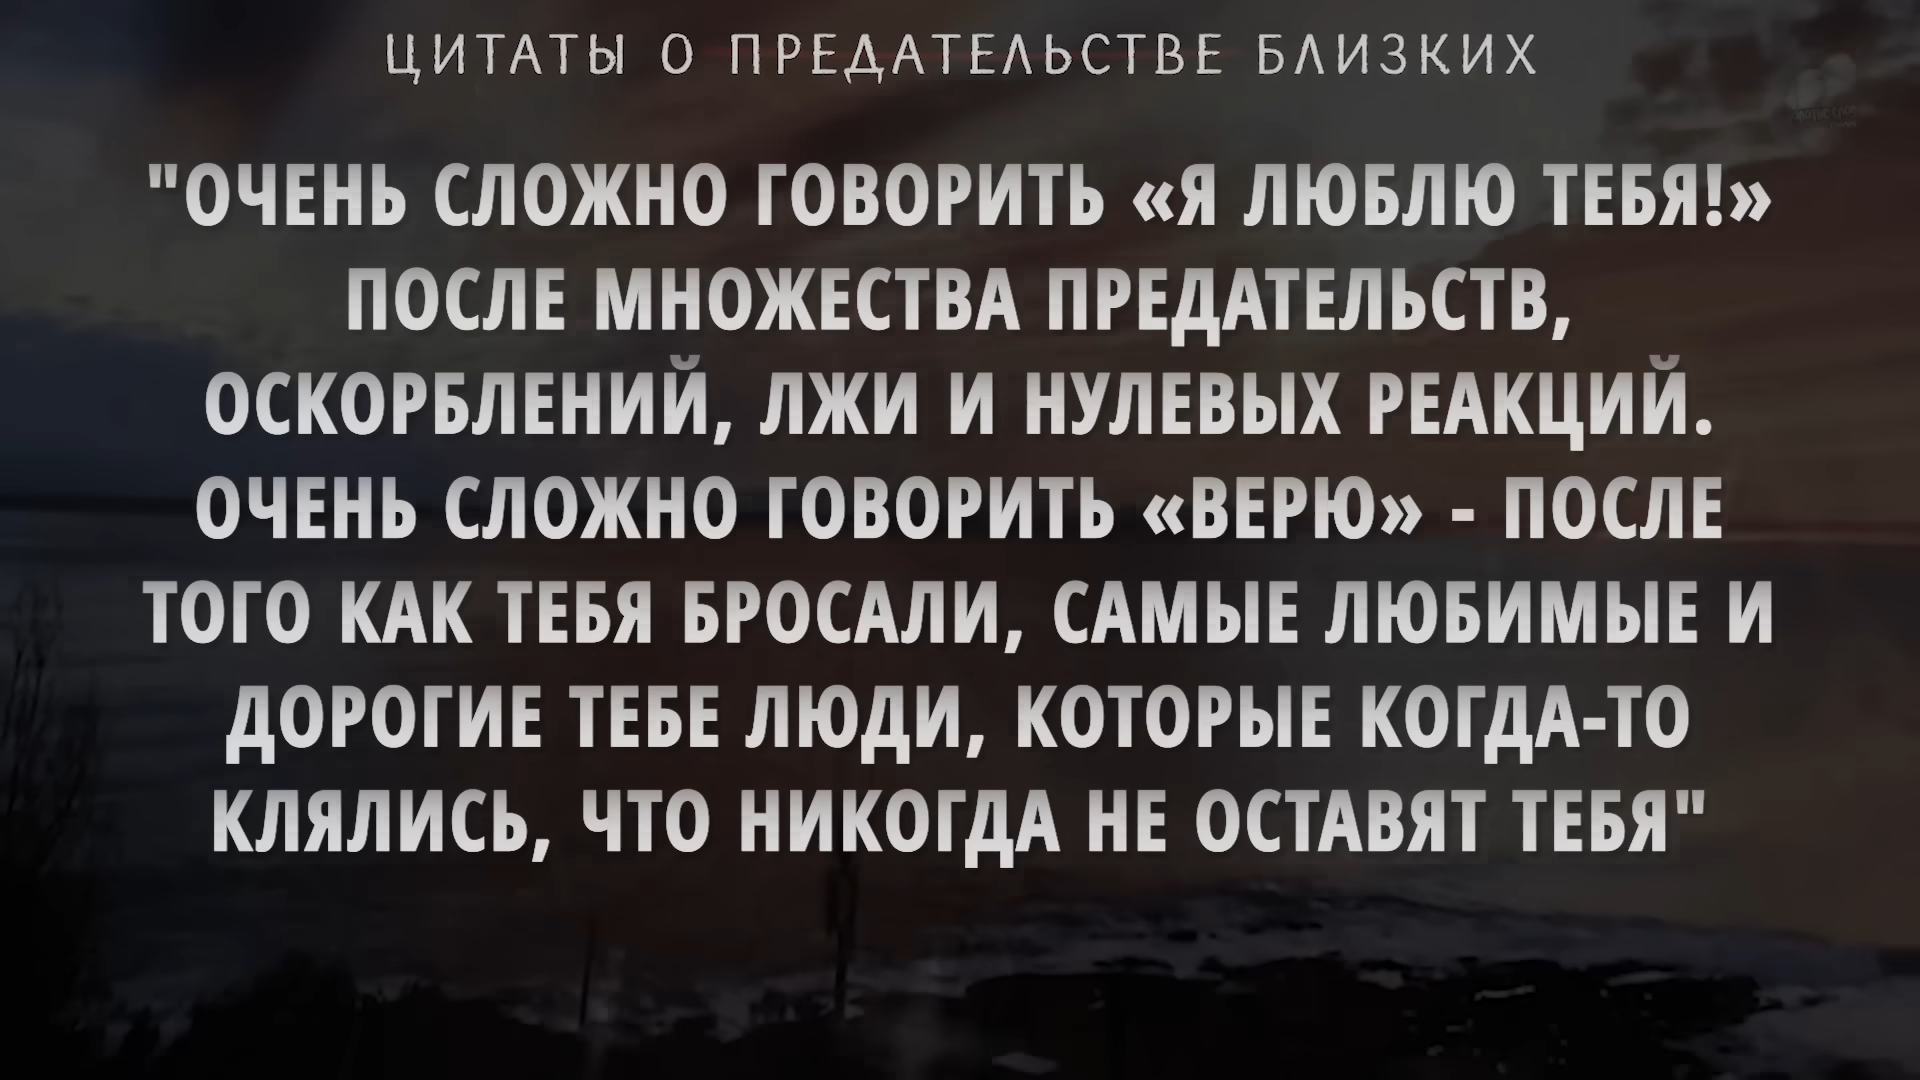 ЦИТАТЫ О ПРЕДАТЕЛЬСТВЕ БЛИЗКИХ
"ОЧЕНЬ СЛОЖНО ГОВОРИТЬ «Я ЛЮБЛЮ ТЕБЯ!»
ПОСЛЕ МНОЖЕСТВА ПРЕДАТЕЛЬСТВ,
ОСКОРБЛЕНИЙ, ЛЖИ И НУЛЕВЫХ РЕАКЦИЙ.
ОЧЕНЬ СЛОЖНО ГОВОРИТЬ «ВЕРЮ» - ПОСЛЕ
ТОГО КАК ТЕБЯ БРОСАЛИ, САМЫЕ ЛЮБИМЫЕ И
ДОРОГИЕ ТЕБЕ ЛЮДИ, КОТОРЫЕ КОГДА-ТО
КЛЯЛИСЬ, ЧТО НИКОГДА НЕ ОСТАВЯТ ТЕБЯ"